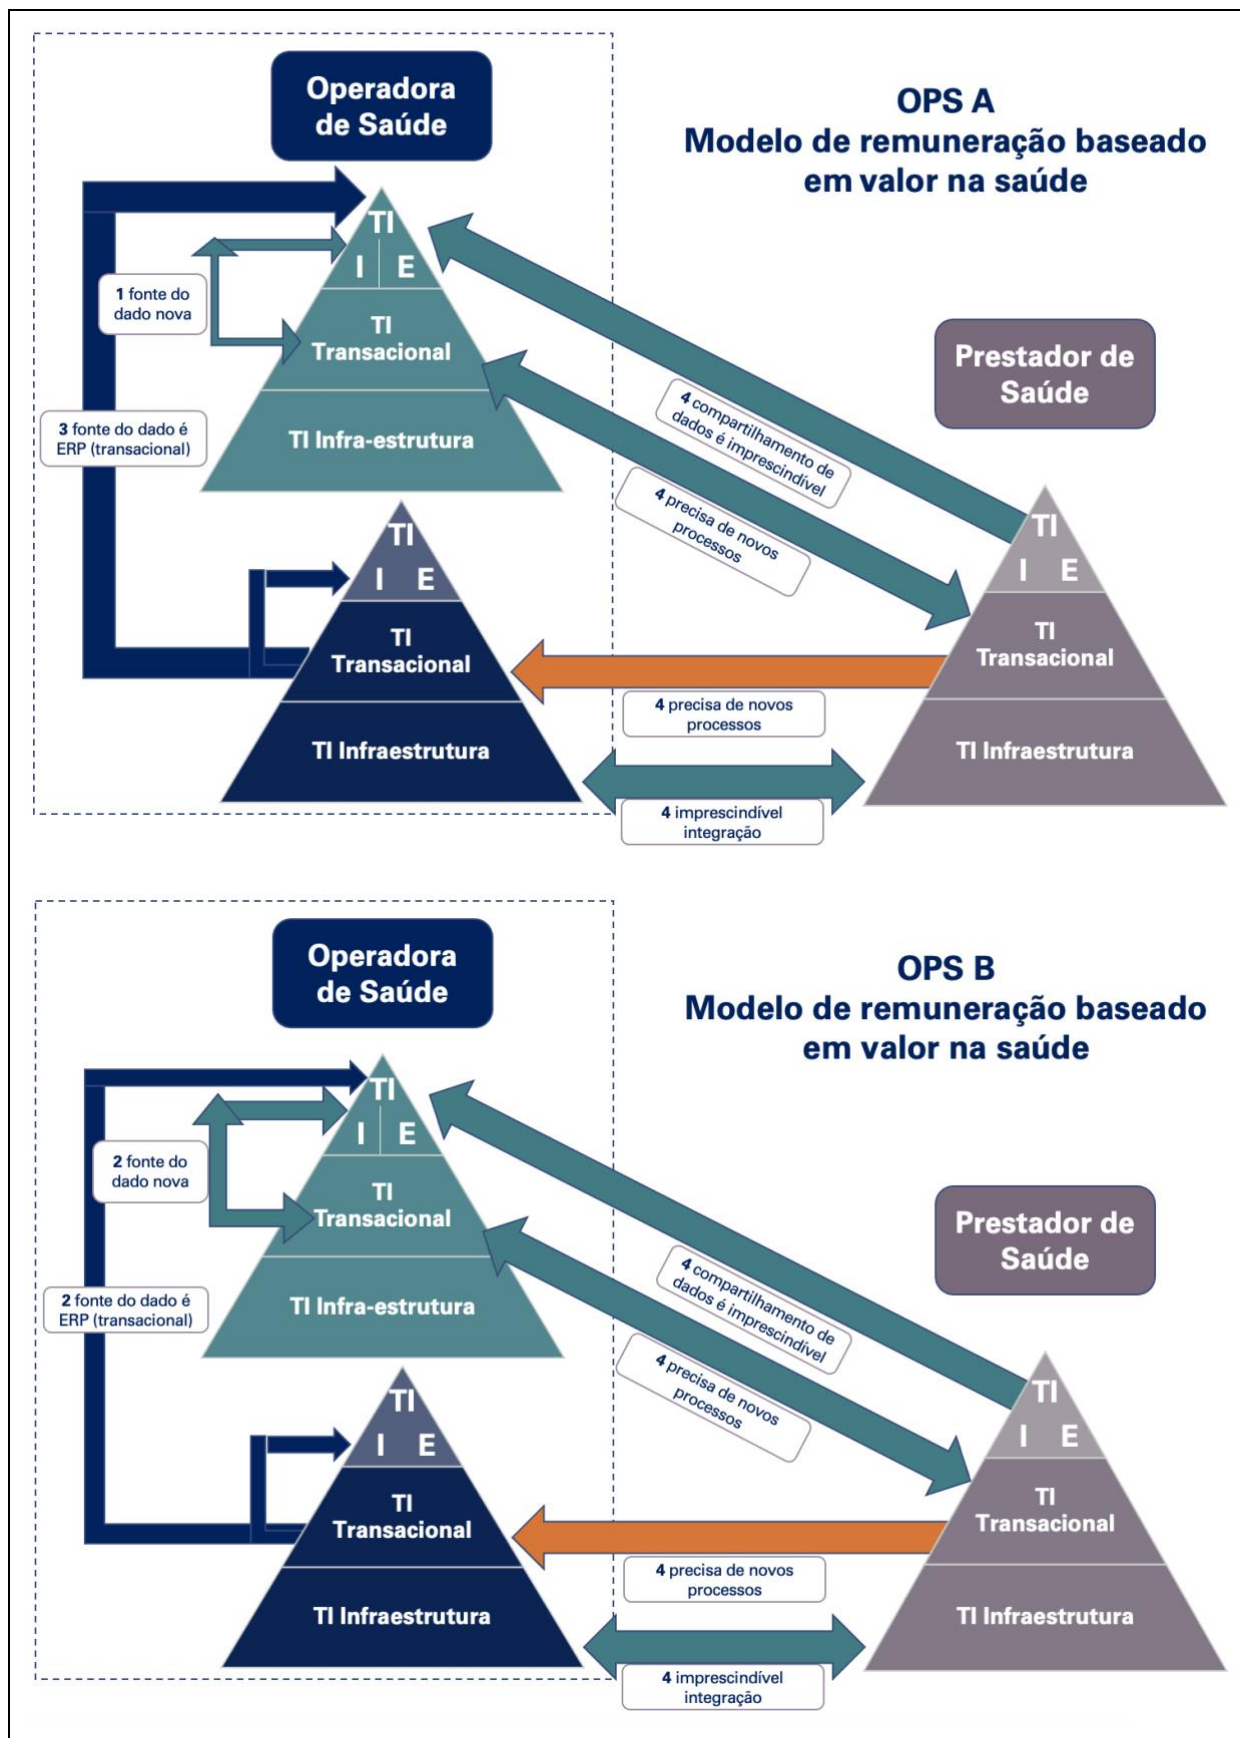 Operadora
de Saúde
OPS A
Modelo de remuneração baseado
em valor na saúde
TI
I E
1 fonte do
dado nova
TI
Transacional
3 fonte do dado é
ERP (transacional)
TI Infra-estrutura
4 compartilhamento de
dados é imprescindível
4 precisa de novos
processos
Prestador de
Saúde
TI
I E
TI
Transacional
TI Infraestrutura
TI
I E
TI
Transacional
TI Infraestrutura
4 precisa de novos
processos
4 imprescindível
integração
Operadora
de Saúde
OPS B
Modelo de remuneração baseado
em valor na saúde
TI
I E
2 fonte do
dado nova
TI
Transacional
2 fonte do dado é
ERP (transacional)
TI Infra-estrutura
4 compartilhamento de
dados é imprescindível
4 precisa de novos
processos
Prestador de
Saúde
TI
I E
TI
Transacional
TI Infraestrutura
TI
I E
TI
Transacional
TI Infraestrutura
4 precisa de novos
processos
4 imprescindível
integração